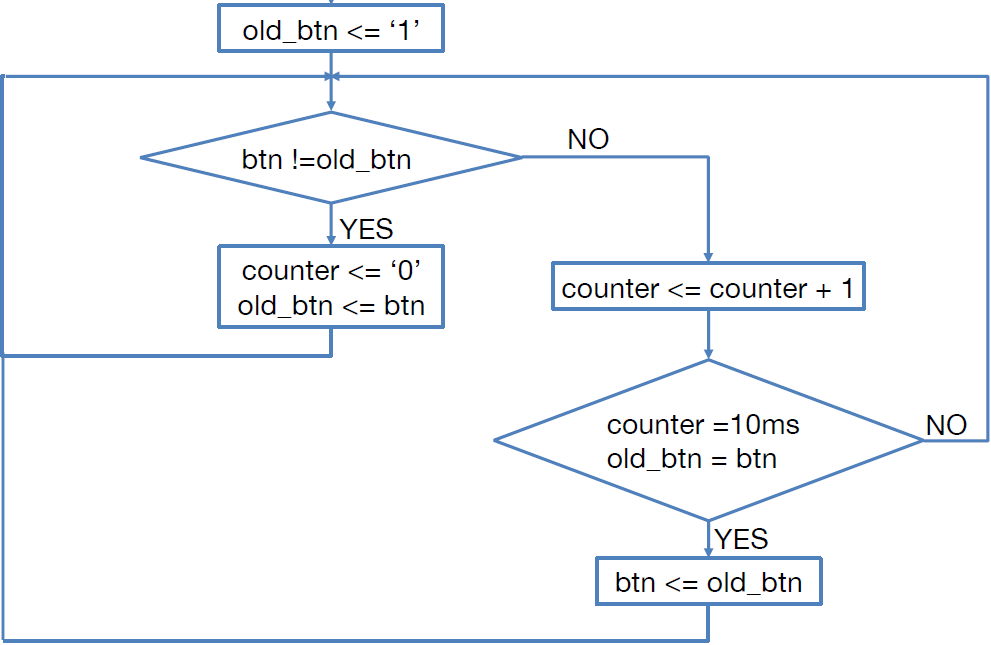 old_btn <= ‘1’
btn !=old_btn
NO
YES
counter <= ‘0’
old_btn <= btn
counter <= counter + 1
counter =10ms
old_btn = btn
NO
YES
btn <= old_btn